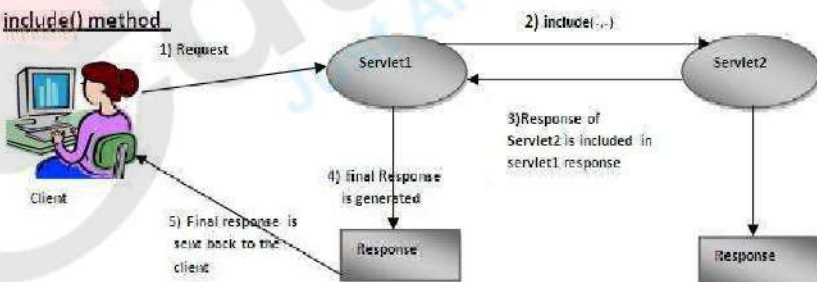 include() method
1) Request
2) include(-,-)
Servlet1
Servlet2
3)Response of
Servlet2 is included in
servlet1 response
Client
4) final Response
is generated
5) Final response is
sent back to the
client
Response
Response